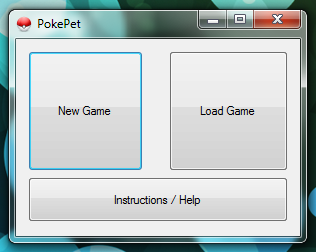 PokePet
New Game
Load Game
Instructions / Help